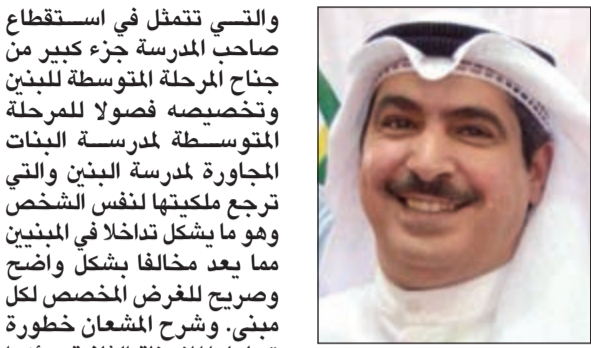 والتي تتمثل في استقطاع
صاحب المدرسة جزء كبير من
جناح المرحلة المتوسطة للبنين
وتخصيصه فصولا للمرحلة
المتوسطة لمدرسة البنات
المجاورة لمدرسة البنين والتي
ترجع ملكيتها لنفس الشخص
وهو ما يشكل تداخلا في المبنيين
مما يعد مخالفا بشكل واضح
وصريح للغرض المخصص لكل
مبنى. وشرح المشعان خطورة